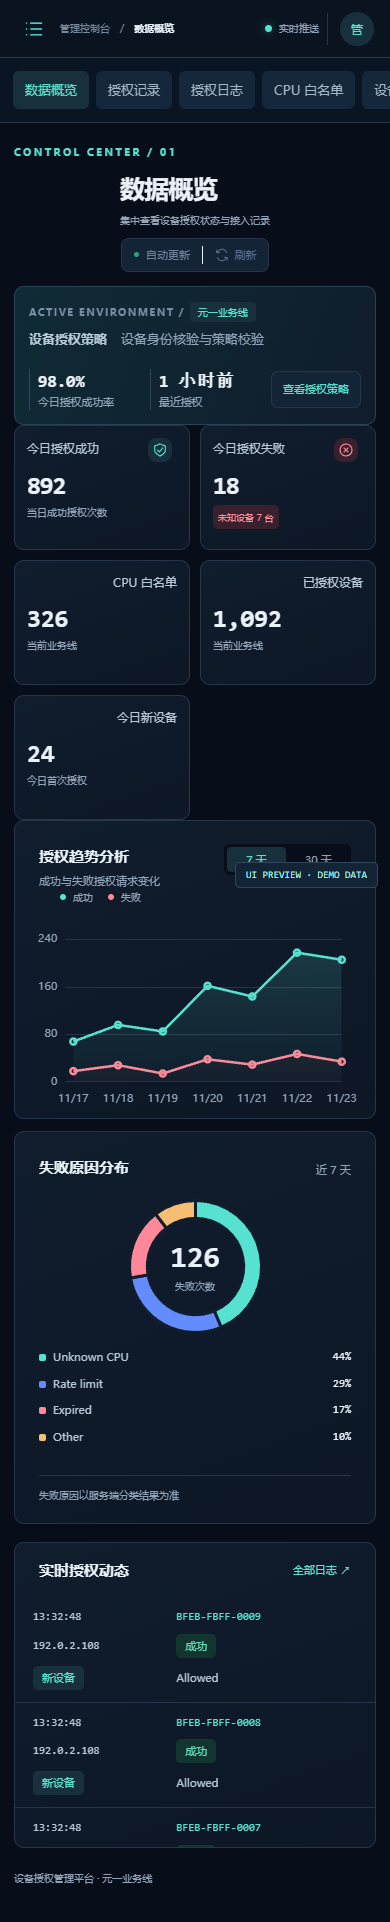 管理控制台 / 数据概览 实时推送 管
数据概览 授权记录 授权日志 CPU 白名单
CONTROL CENTER / 01
数据概览
集中查看设备授权状态与接入记录
自动更新 刷新
ACTIVE ENVIRONMENT / 元一业务线
设备授权策略 设备身份核验与策略校验
98.0% 1 小时前 查看授权策略
今日授权成功率 最近授权
今日授权成功 今日授权失败
892 18
当日成功授权次数 未知设备 7 台
CPU 白名单 已授权设备
326 1,092
当前业务线 当前业务线
今日新设备
24
今日首次授权
授权趋势分析 7 天 30 天
成功与失败授权请求变化
UI PREVIEW · DEMO DATA
成功 失败
240
160
80
0
11/17 11/18 11/19 11/20 11/21 11/22 11/23
失败原因分布 近 7 天
126
失败次数
Unknown CPU 44%
Rate limit 29%
Expired 17%
Other 10%
失败原因以服务端分类结果为准
实时授权动态 全部日志 ↗
13:32:48 BFEB-FBFF-0009
192.0.2.108 成功
新设备 Allowed
13:32:48 BFEB-FBFF-0008
192.0.2.108 成功
新设备 Allowed
13:32:48 BFEB-FBFF-0007
设备授权管理平台 · 元一业务线